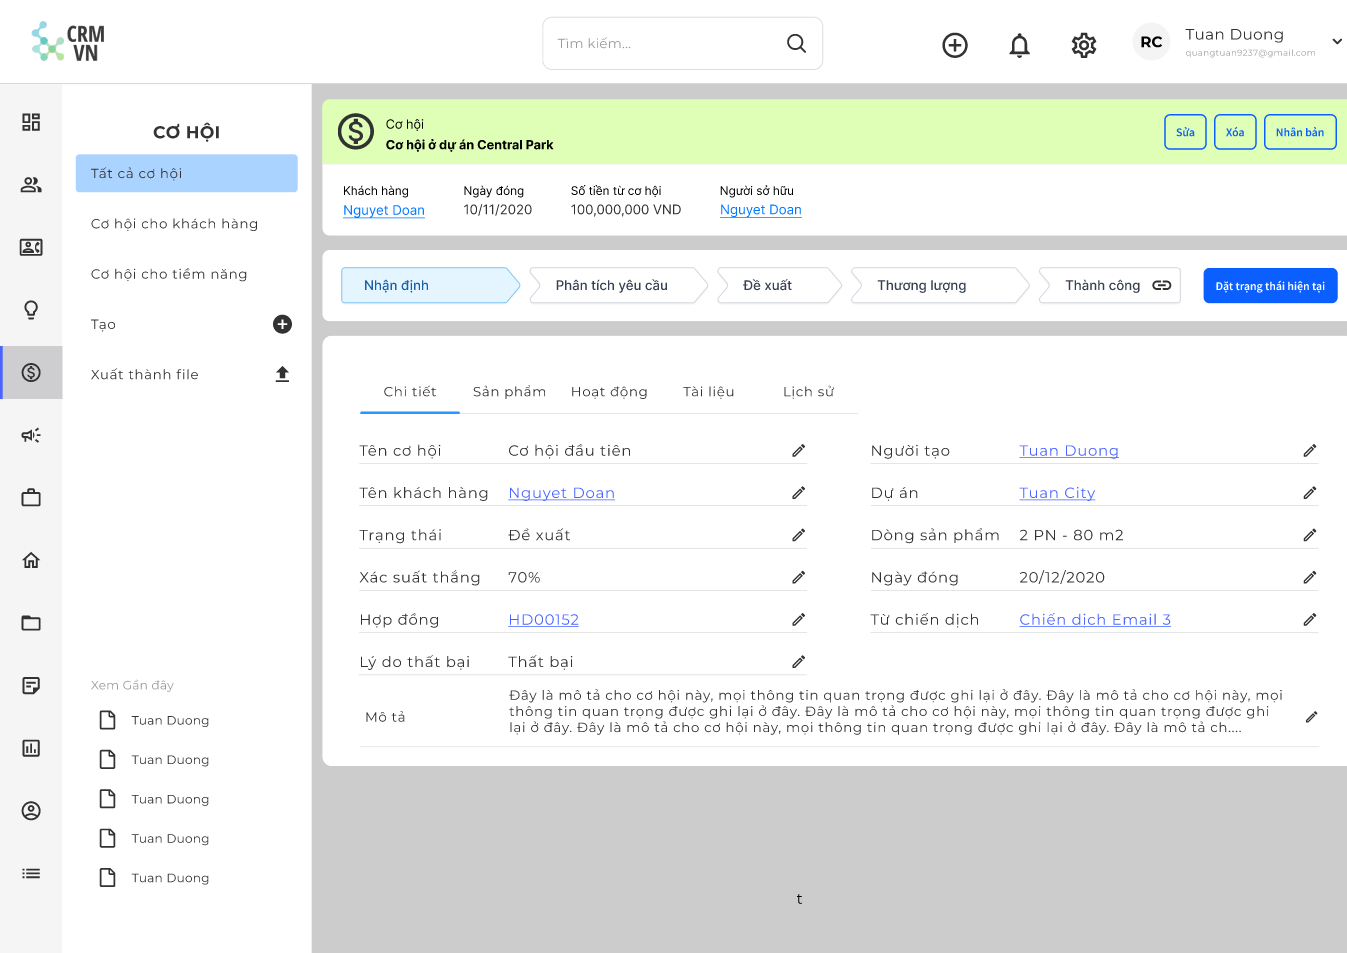 CRM
VN
Tìm kiếm...
RC
Tuan Duong
quangtuan9237@gmail.com
CƠ HỘI
Tất cả cơ hội
Cơ hội cho khách hàng
Cơ hội cho tiềm năng
Tạo
Xuất thành file
Xem Gần đây
Tuan Duong
Tuan Duong
Tuan Duong
Tuan Duong
Tuan Duong
Cơ hội
Cơ hội ở dự án Central Park
Sửa
Xóa
Nhân bản
Khách hàng
Nguyet Doan
Ngày đóng
10/11/2020
Số tiền từ cơ hội
100,000,000 VND
Người sở hữu
Nguyet Doan
Nhận định
Phân tích yêu cầu
Đề xuất
Thương lượng
Thành công
Dặt trạng thái hiện tại
Chi tiết
Sản phẩm
Hoạt động
Tài liệu
Lịch sử
Tên cơ hội
Cơ hội đầu tiên
Người tạo
Tuan Duong
Tên khách hàng
Nguyet Doan
Dự án
Tuan City
Trạng thái
Đề xuất
Dòng sản phẩm
2 PN - 80 m2
Xác suất thắng
70%
Ngày đóng
20/12/2020
Hợp đồng
HD00152
Từ chiến dịch
Chiến dich Email 3
Lý do thất bại
Thất bại
Mô tả
Đây là mô tả cho cơ hội này, mọi thông tin quan trọng được ghi lại ở đây. Đây là mô tả cho cơ hội này, mọi
thông tin quan trọng được ghi lại ở đây. Đây là mô tả cho cơ hội này, mọi thông tin quan trọng được ghi
lại ở đây. Đây là mô tả cho cơ hội này, mọi thông tin quan trọng được ghi lại ở đây. Đây là mô tả ch....
t